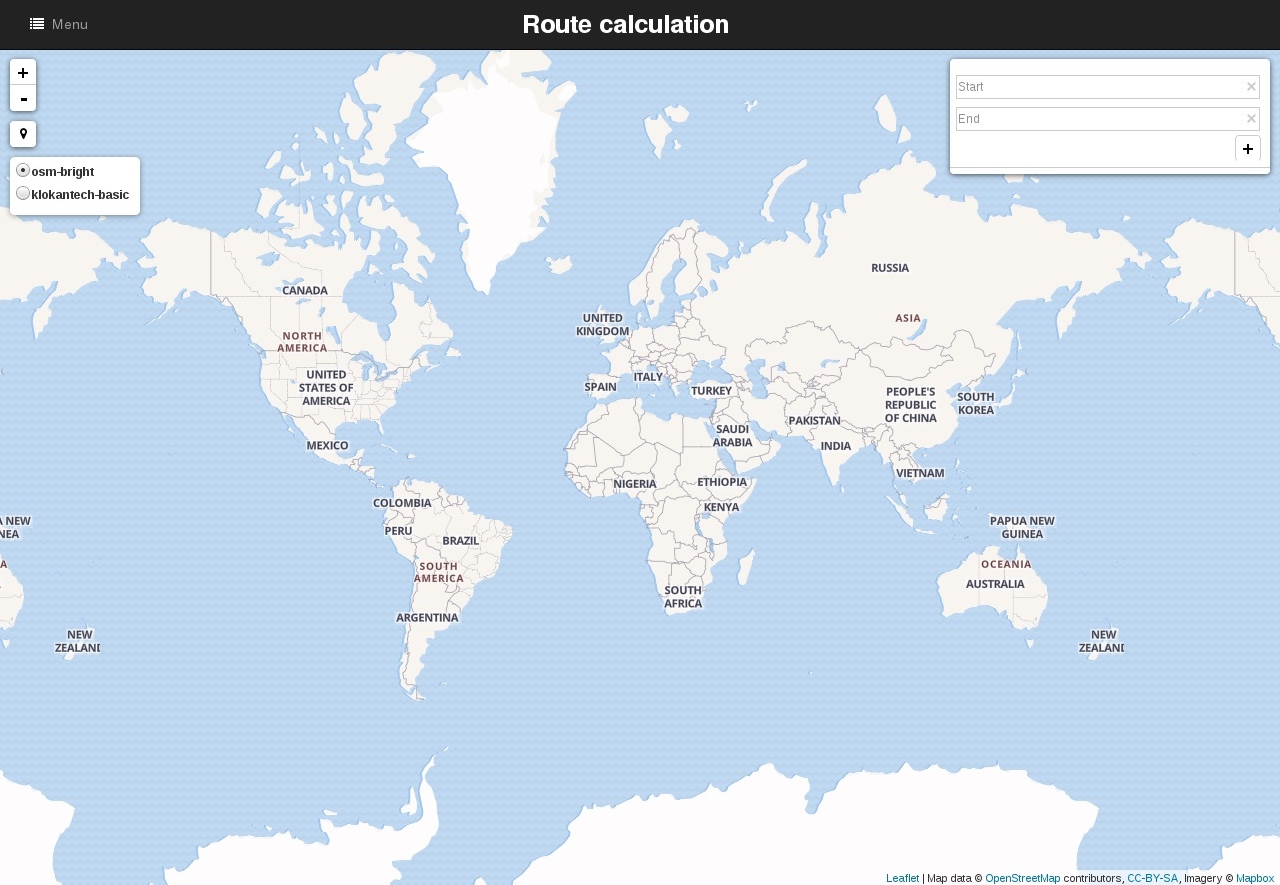 Menu
Route calculation
+
-
Start ×
End ×
+
osm-bright
klokantech-basic
RUSSIA
CANADA
ASIA
UNITED
KINGDOM
NORTH
AMERICA
UNITED
STATES OF
AMERICA
ITALY
SPAIN
TURKEY
PEOPLE'S
REPUBLIC
OF CHINA
SOUTH
KOREA
PAKISTAN
SAUDI
ARABIA
MEXICO
INDIA
VIETNAM
NIGERIA
ETHIOPIA
COLOMBIA
KENYA
A NEW
NEA
PAPUA NEW
GUINEA
PERU
BRAZIL
A
SOUTH
AMERICA
OCEANIA
AUSTRALIA
SOUTH
AFRICA
ARGENTINA
NEW
ZEALANI
NEW
ZEALANI
Leaflet | Map data © OpenStreetMap contributors, CC-BY-SA, Imagery © Mapbox